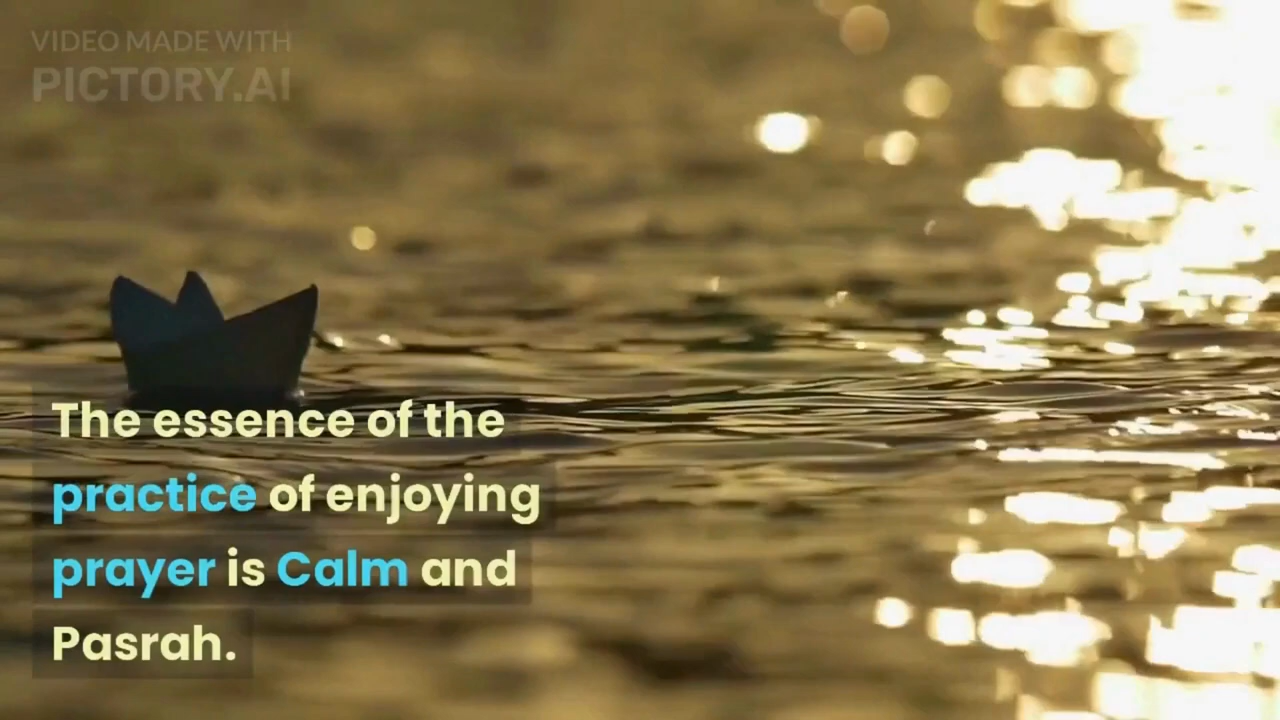 VIDEO MADE WITH
PICTORY.AI
The essence of the
practice of enjoying
prayer is Calm and
Pasrah.